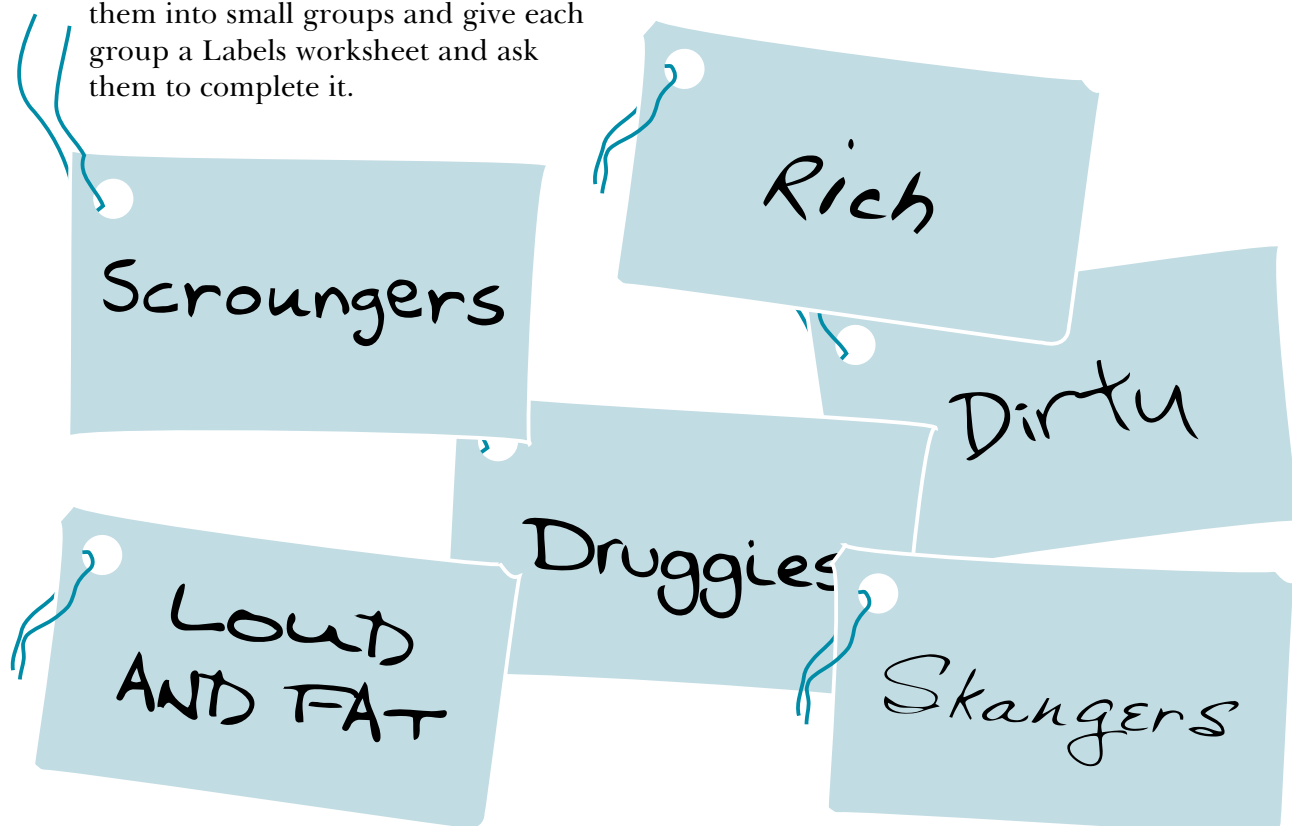 them into small groups and give each
group a Labels worksheet and ask
them to complete it.
Rich
Scroungers
Dirty
Druggies
LOUD
AND FAT
Skangers